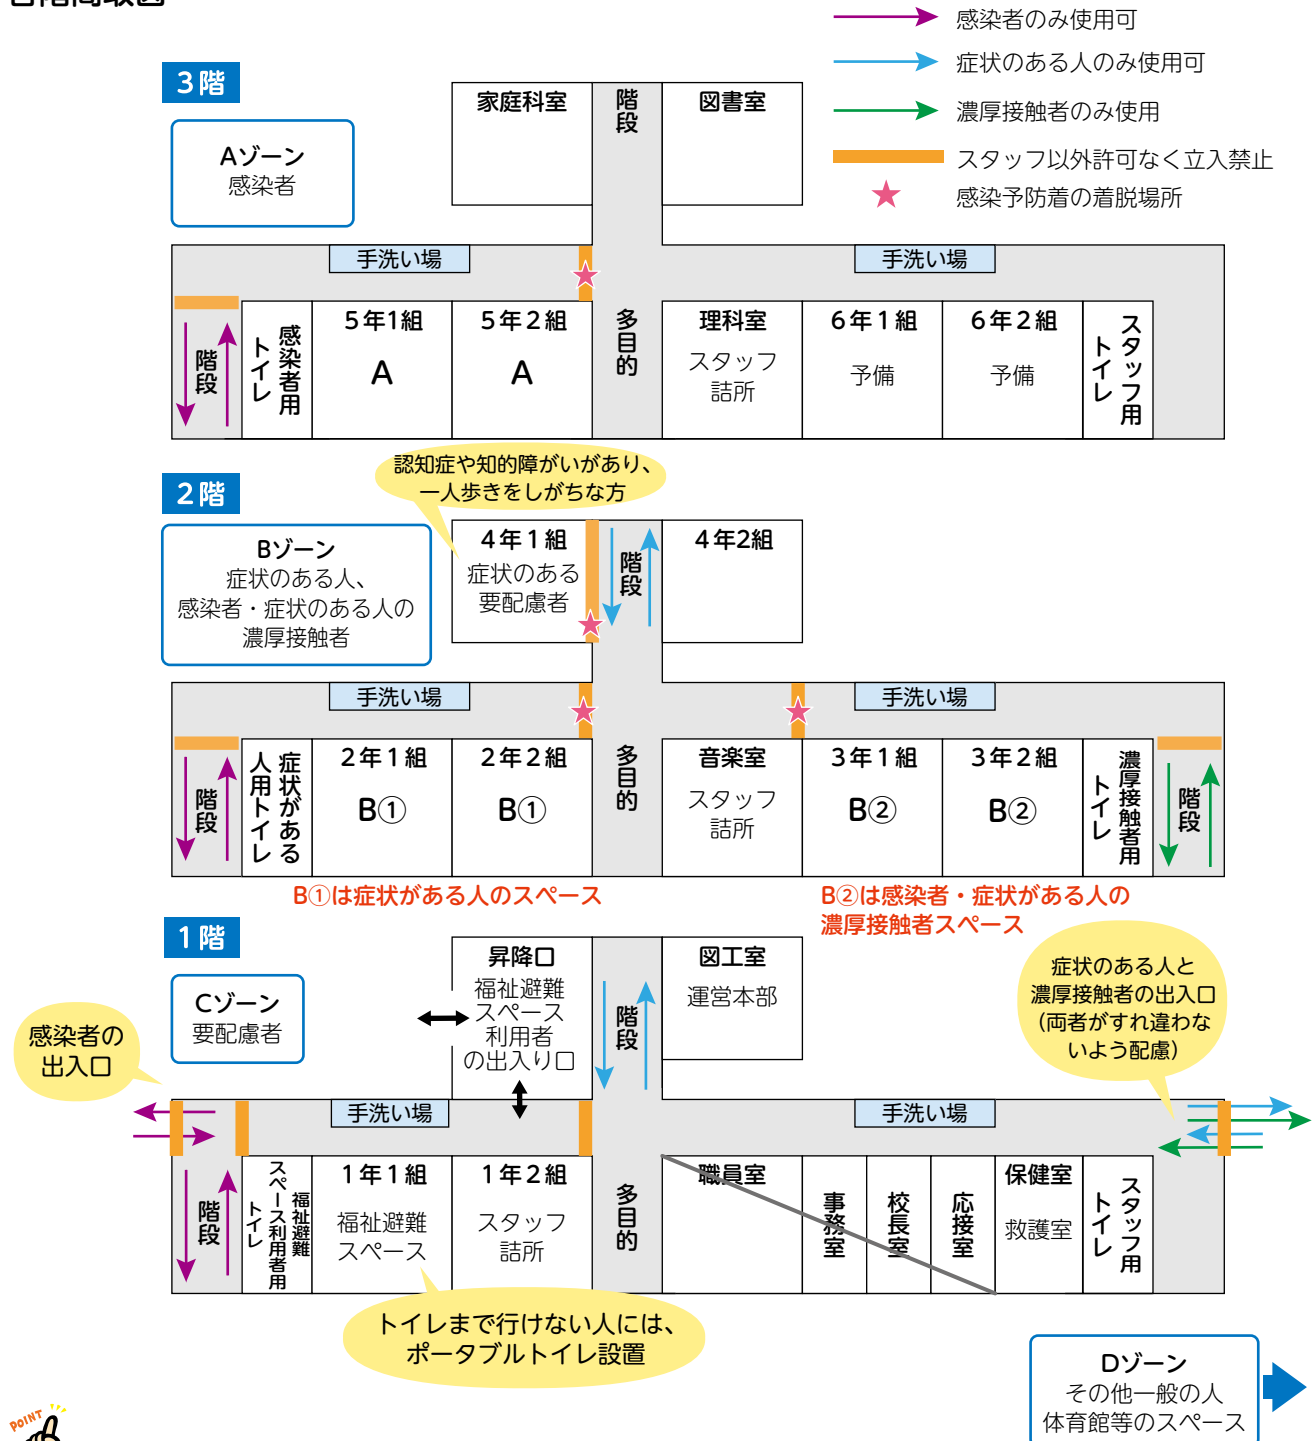 各階間取図
感染者のみ使用可
症状のある人のみ使用可
濃厚接触者のみ使用
スタッフ以外許可なく立入禁止
感染予防着の着脱場所
3階
Aゾーン
感染者
家庭科室
階段
図書室
手洗い場
手洗い場
階段
感染者用
トイレ
5年1組
A
5年2組
A
多目的
理科室
スタッフ
詰所
6年1組
予備
6年2組
予備
スタッフ用
トイレ
認知症や知的障がいがあり、
一人歩きをしがちな方
2階
Bゾーン
症状のある人、
感染者・症状のある人の
濃厚接触者
4年1組
症状のある
要配慮者
階段
4年2組
手洗い場
手洗い場
階段
症状がある
人用トイレ
2年1組
B①
2年2組
B①
多目的
音楽室
スタッフ
詰所
3年1組
B②
3年2組
B②
濃厚接触者用
トイレ
階段
B①は症状がある人のスペース
B②は感染者・症状がある人の
濃厚接触者スペース
1階
Cゾーン
要配慮者
感染者の
出入口
昇降口
福祉避難
スペース
利用者
の出入り口
階段
図工室
運営本部
症状のある人と
濃厚接触者の出入口
(両者がすれ違わな
いよう配慮)
手洗い場
手洗い場
階段
福祉避難
スペース利用者用
トイレ
1年1組
福祉避難
スペース
1年2組
スタッフ
詰所
多目的
職員室
事務室
校長室
応接室
保健室
救護室
スタッフ用
トイレ
トイレまで行けない人には、
ポータブルトイレ設置
Dゾーン
その他一般の人
体育館等のスペース
POINT